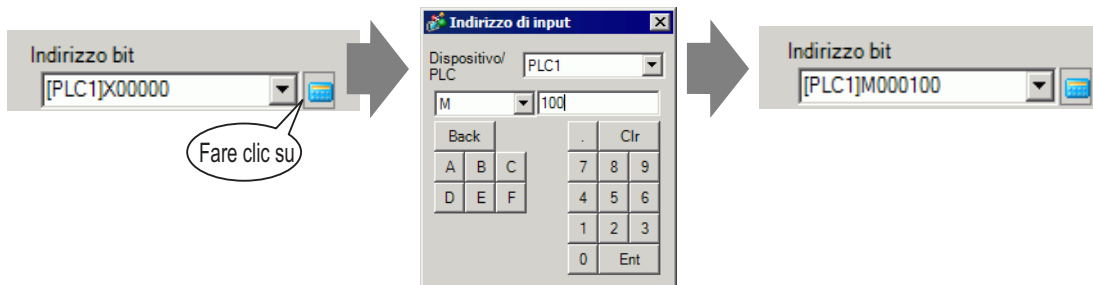 Indirizzo bit
[PLC1]X00000
Fare clic su
Indirizzo di input
Dispositivo/
PLC
PLC1
M 100
Back . Clr
A B C 7 8 9
D E F 4 5 6
1 2 3
0 Ent
Indirizzo bit
[PLC1]M000100